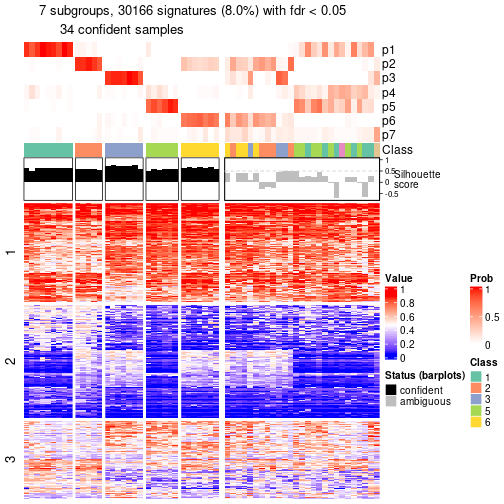 7 subgroups, 30166 signatures (8.0%) with fdr < 0.05
34 confident samples
p1
p2
p3
p4
p5
p6
p7
Class
1
0.5
0
-0.5
Silhouette
score
1
2
3
Value
1
0.8
0.6
0.4
0.2
0
Prob
1
0.5
0
Status (barplots)
confident
ambiguous
Class
1
2
3
5
6